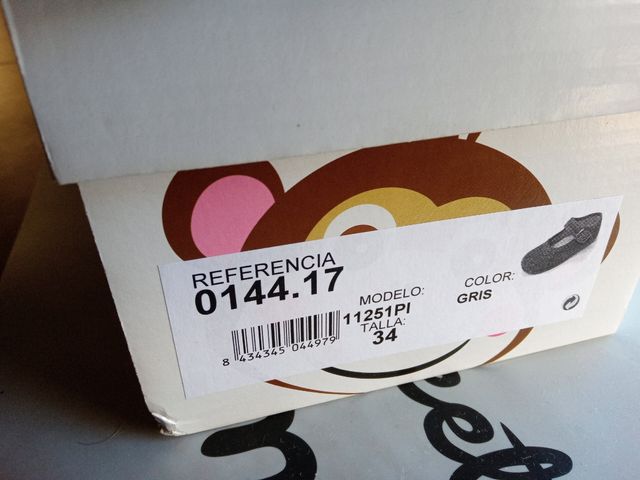 REFERENCIA
0144.17
MODELO:
11251PI
TALLA:
34
COLOR:
GRIS
8 434345 044979